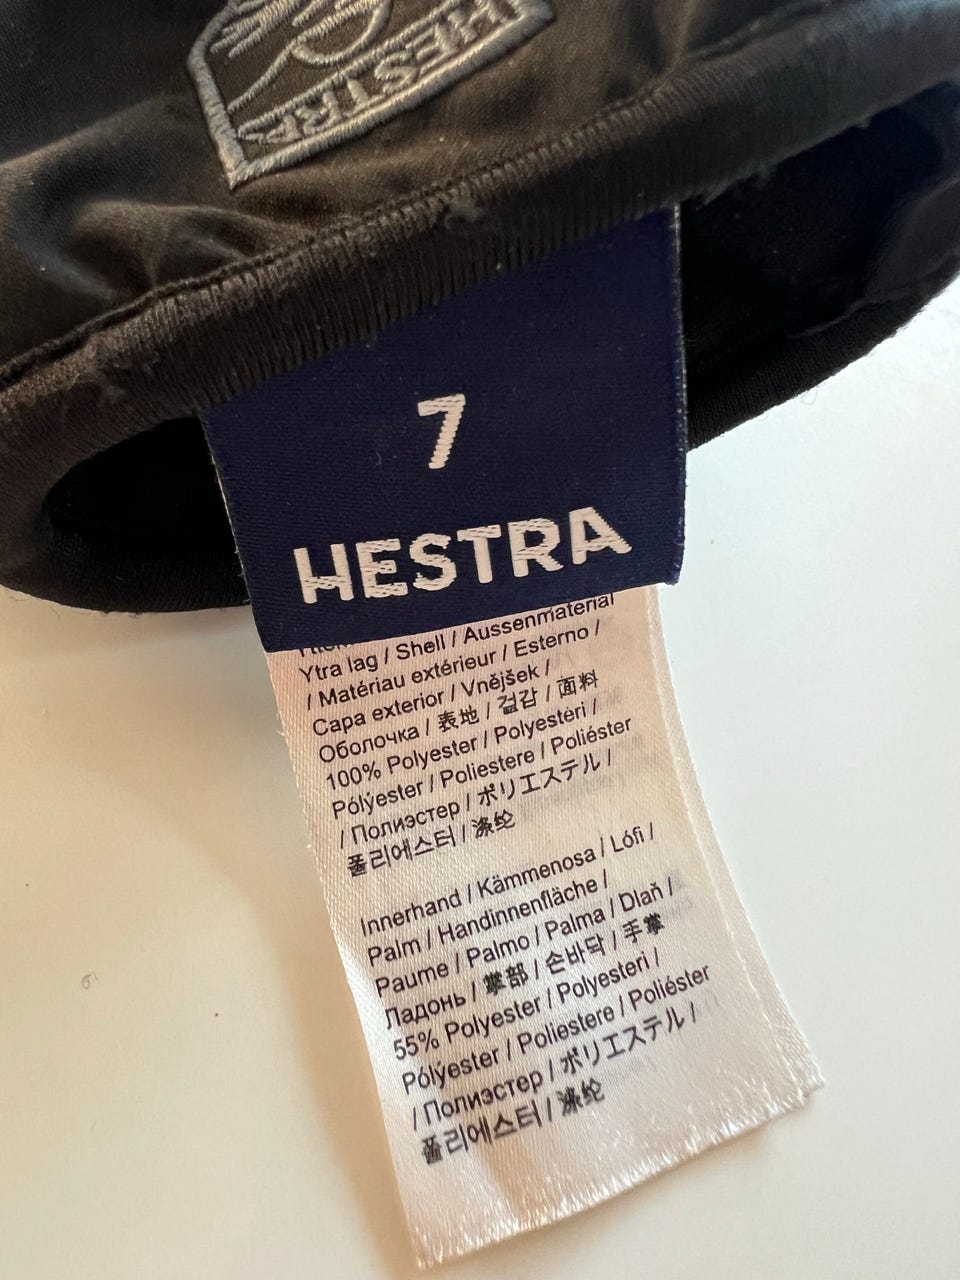 HESTRA
7
HESTRA
Ytra lag / Shell / Aussenmaterial
/ Matériau extérieur / Esterno /
Capa exterior / Vnějšek /
Оболочка / 表地 / 겉감 / 面料
100% Polyester / Polyesteri /
Pólýester / Poliestere / Poliéster
/ Полиэстер / ポリエステル /
폴리에스터 / 涤纶
Innerhand / Kämmenosa / Lófi /
Palm / Handinnenfläche /
Paume / Palmo / Palma / Dlaň /
Ладонь / 掌部 / 손바닥 / 手掌
55% Polyester / Polyesteri /
Pólýester / Poliestere / Poliéster
/ Полиэстер / ポリエステル /
폴리에스터 / 涤纶